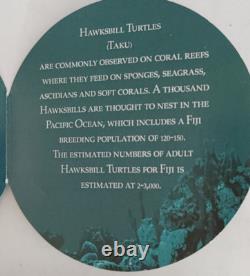 Hawksbill Turtles
(Taku)
are commonly observed on coral reefs
where they feed on sponges, seagrass,
ascidians and soft corals. A thousand
Hawksbills are thought to nest in the
Pacific Ocean, which includes a Fiji
breeding population of 120-150.
The estimated numbers of adult
Hawksbill Turtles for Fiji is
estimated at 2-3,000.
©ebay